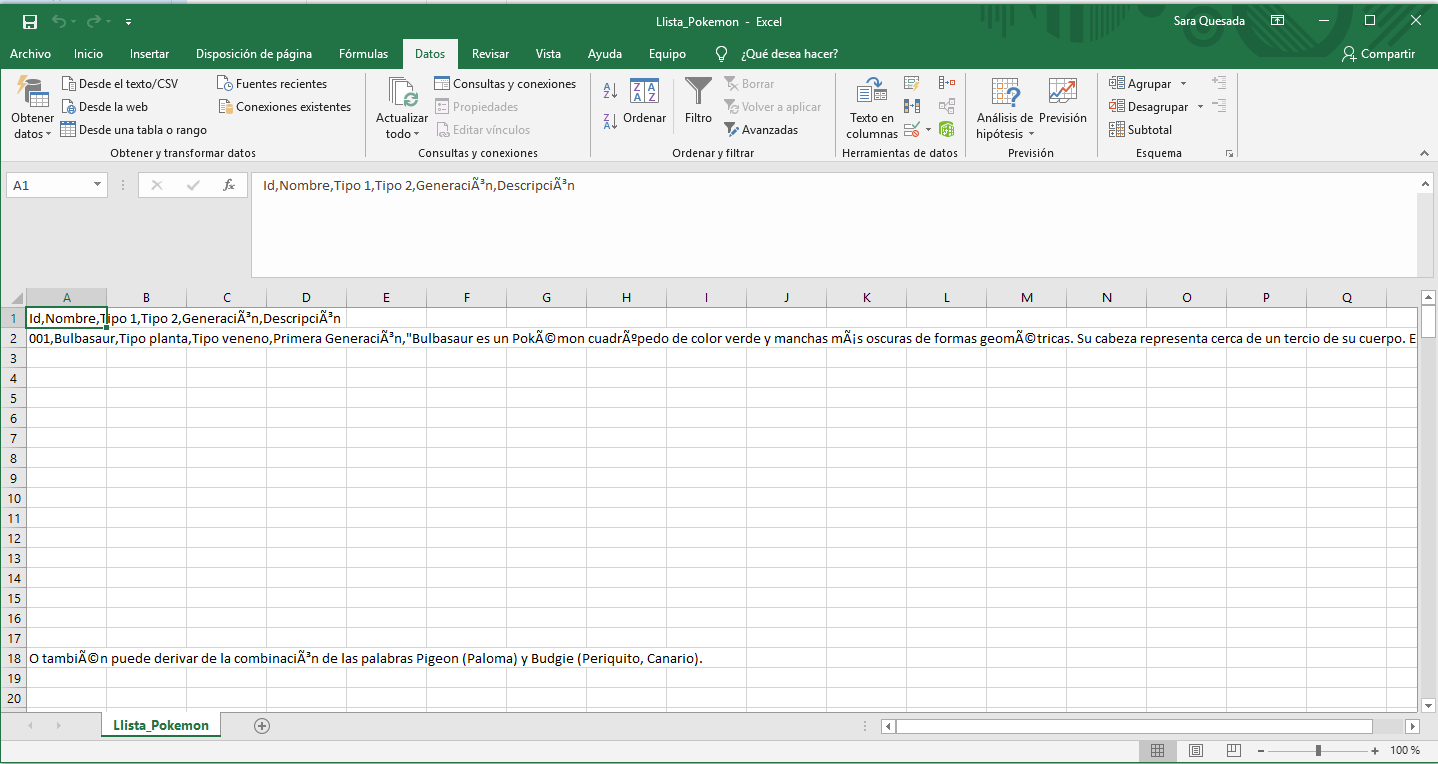 Llista_Pokemon - Excel
Sara Quesada
Archivo Inicio Insertar Disposición de página Fórmulas Datos Revisar Vista Ayuda Equipo ¿Qué desea hacer? Compartir
Obtener datos
Desde el texto/CSV
Desde la web
Desde una tabla o rango
Fuentes recientes
Conexiones existentes
Obtener y transformar datos
Actualizar todo
Consultas y conexiones
Propiedades
Editar vínculos
Consultas y conexiones
Ordenar
Filtro
Borrar
Volver a aplicar
Avanzadas
Ordenar y filtrar
Texto en columnas
Herramientas de datos
Análisis de hipótesis
Previsión
Previsión
Agrupar
Desagrupar
Subtotal
Esquema
A1
fx
Id,Nombre,Tipo 1,Tipo 2,GeneraciÃ³n,DescripciÃ³n
A B C D E F G H I J K L M N O P Q
1 Id,Nombre,Tipo 1,Tipo 2,GeneraciÃ³n,DescripciÃ³n
2 001,Bulbasaur,Tipo planta,Tipo veneno,Primera GeneraciÃ³n,"Bulbasaur es un PokÃ©mon cuadrÃºpedo de color verde y manchas mÃ¡s oscuras de formas geomÃ©tricas. Su cabeza representa cerca de un tercio de su cuerpo. E
3
4
5
6
7
8
9
10
11
12
13
14
15
16
17
18 O tambiÃ©n puede derivar de la combinaciÃ³n de las palabras Pigeon (Paloma) y Budgie (Periquito, Canario).
19
20
Llista_Pokemon
100 %